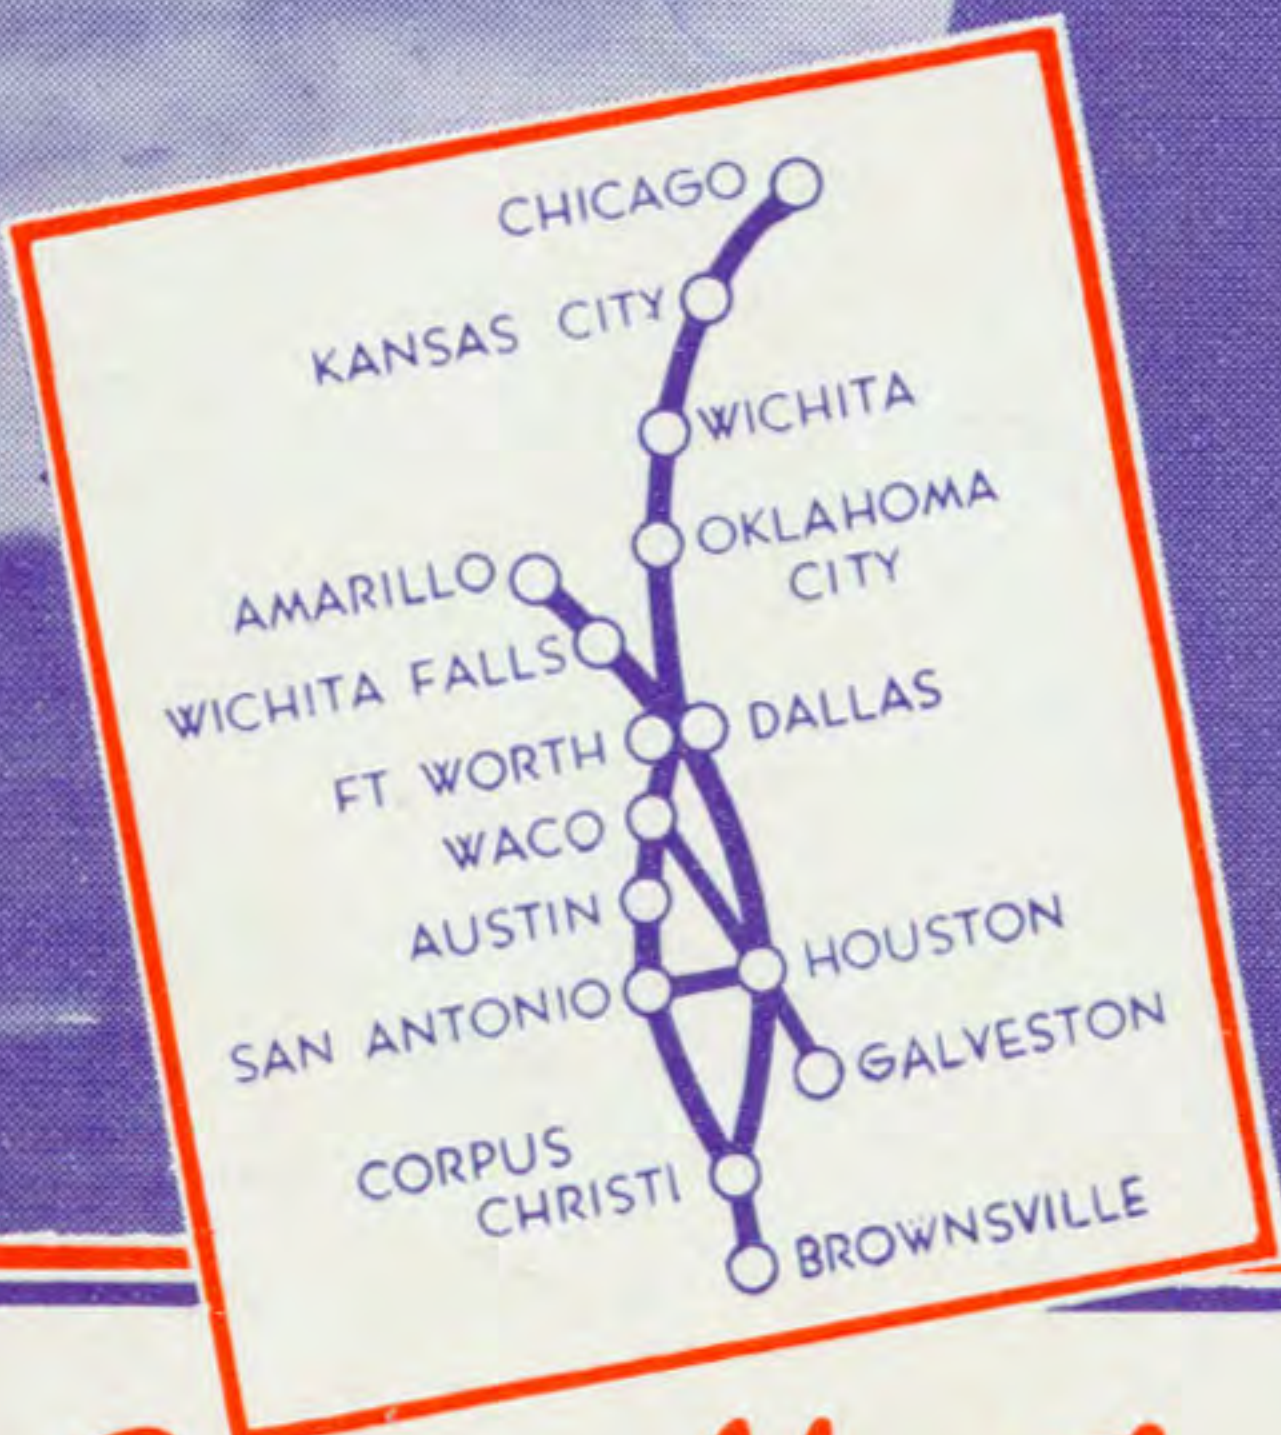 CHICAGO
KANSAS CITY
WICHITA
OKLAHOMA
CITY
AMARILLO
WICHITA FALLS
DALLAS
FT. WORTH
WACO
AUSTIN
HOUSTON
SAN ANTONIO
GALVESTON
CORPUS
CHRISTI
BROWNSVILLE